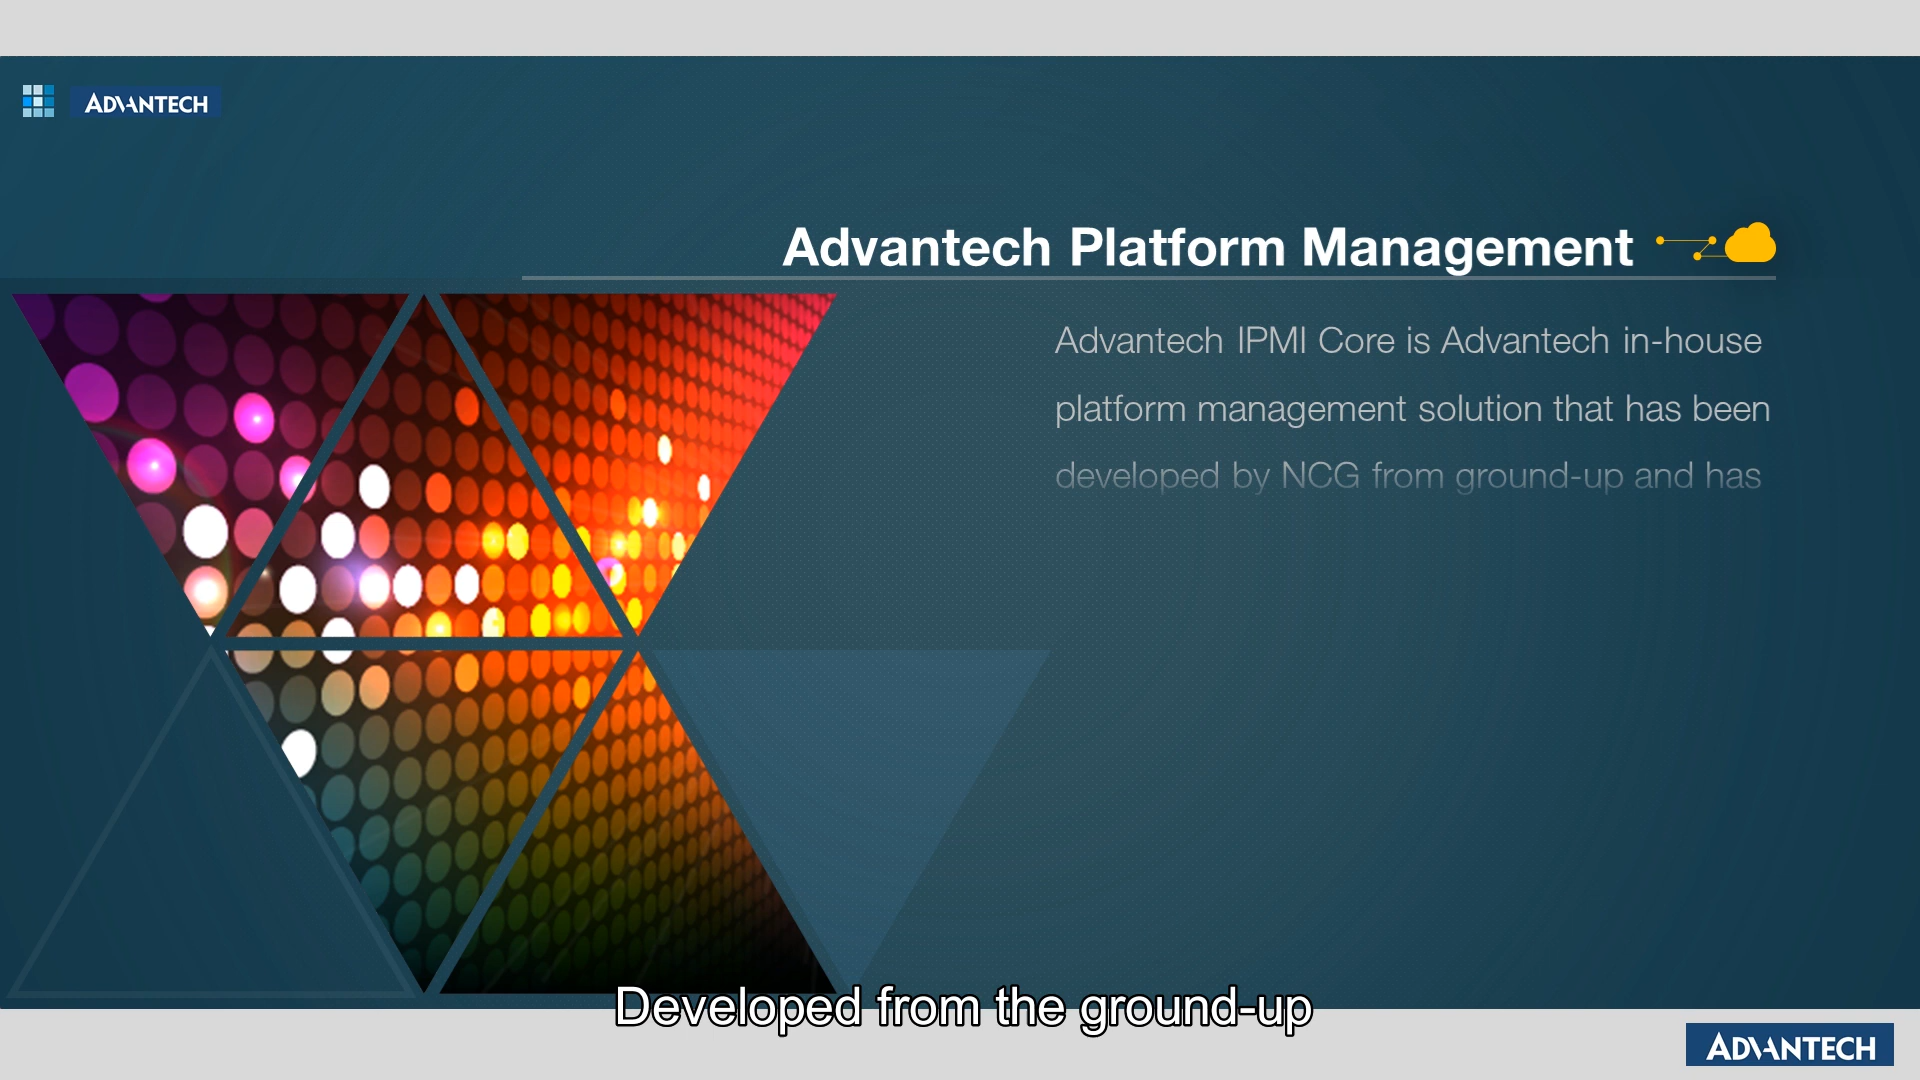 ADVANTECH
Advantech Platform Management
Advantech IPMI Core is Advantech in-house
platform management solution that has been
developed by NCG from ground-up and has
Developed from the ground-up
ADVANTECH